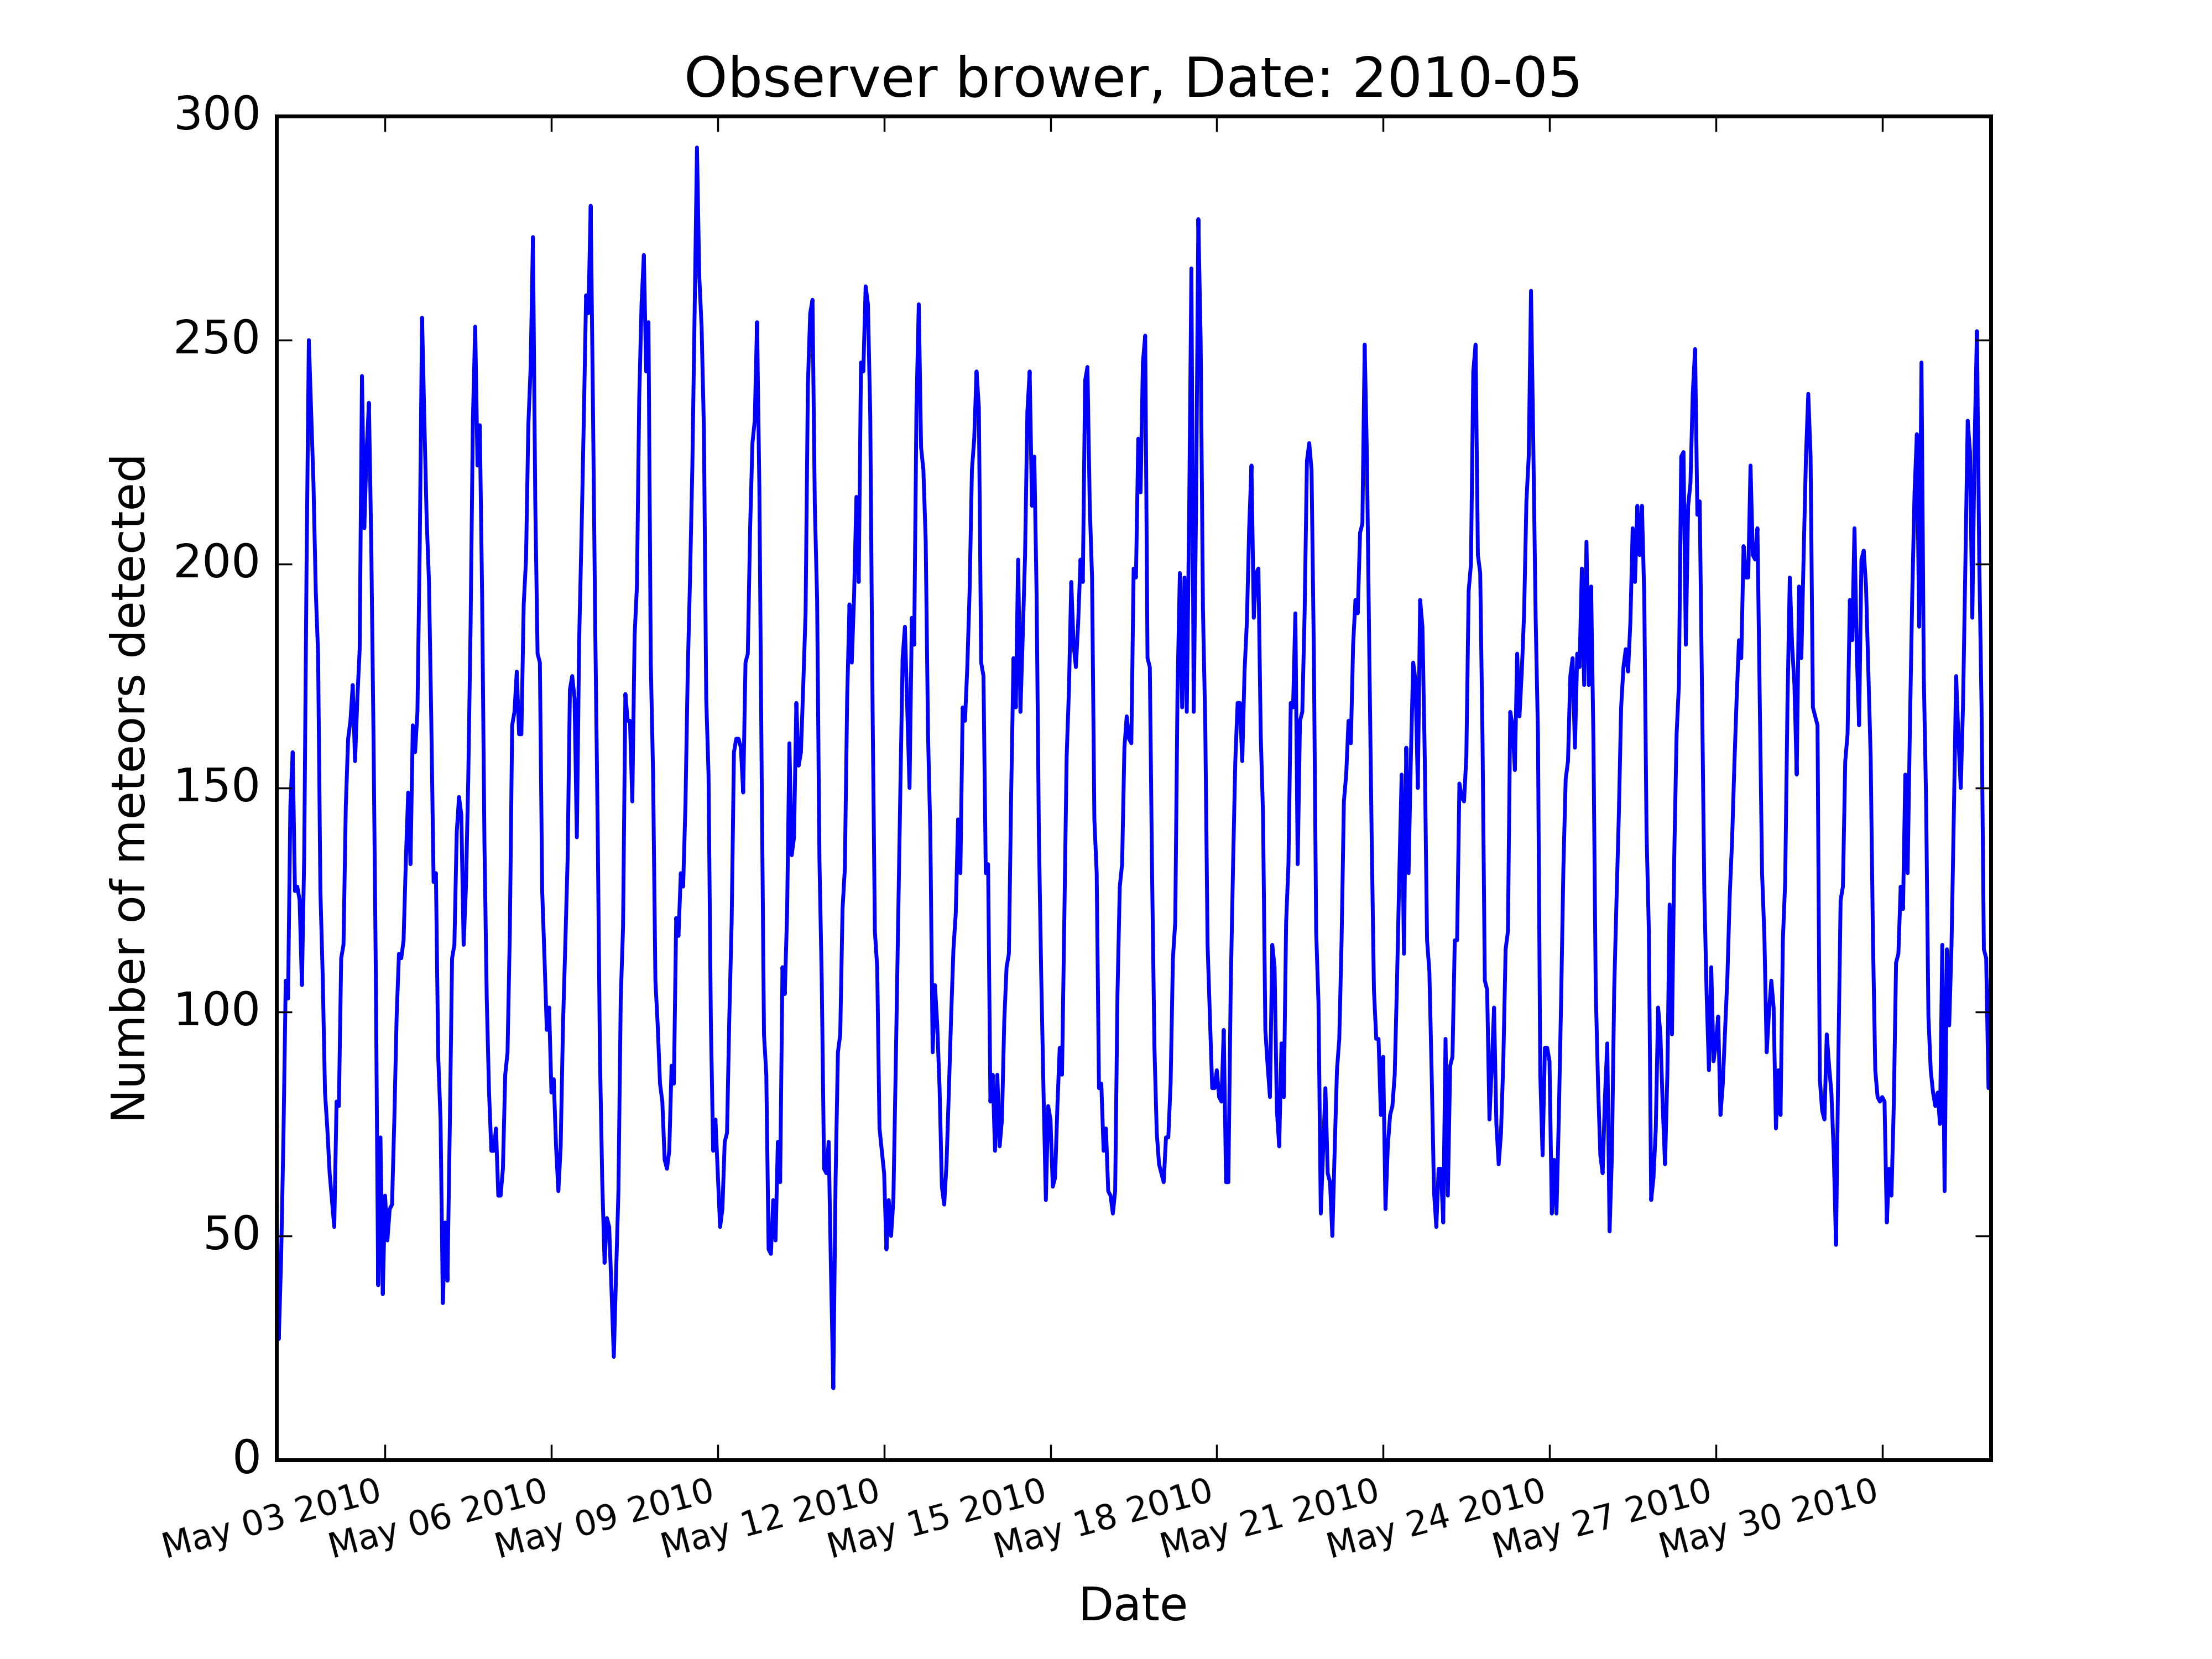 Observer brower, Date: 2010-05
300
250
200
150
100
50
0
Number of meteors detected
May 03 2010
May 06 2010
May 09 2010
May 12 2010
May 15 2010
May 18 2010
May 21 2010
May 24 2010
May 27 2010
May 30 2010
Date